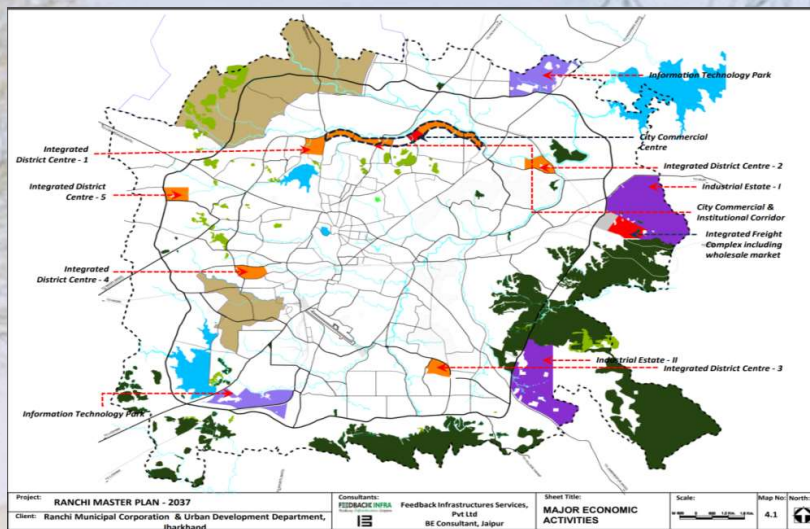 Information Technology Park
City Commercial
Centre
Integrated
District Centre - 1
Integrated District Centre - 2
Integrated District
Centre - 5
Industrial Estate - I
City Commercial &
Institutional Corridor
Integrated Freight
Complex including
wholesale market
Integrated
District Centre - 4
Industrial Estate - II
Integrated District Centre - 3
Information Technology Park
Project: RANCHI MASTER PLAN - 2037
Client: Ranchi Municipal Corporation & Urban Development Department,
Jharkhand
Consultants:
FEEDBACK INFRA
Feedback Infrastructures Services,
Pvt Ltd
BE Consultant, Jaipur
Sheet Title:
MAJOR ECONOMIC
ACTIVITIES
Scale:
Map No:
4.1
North: